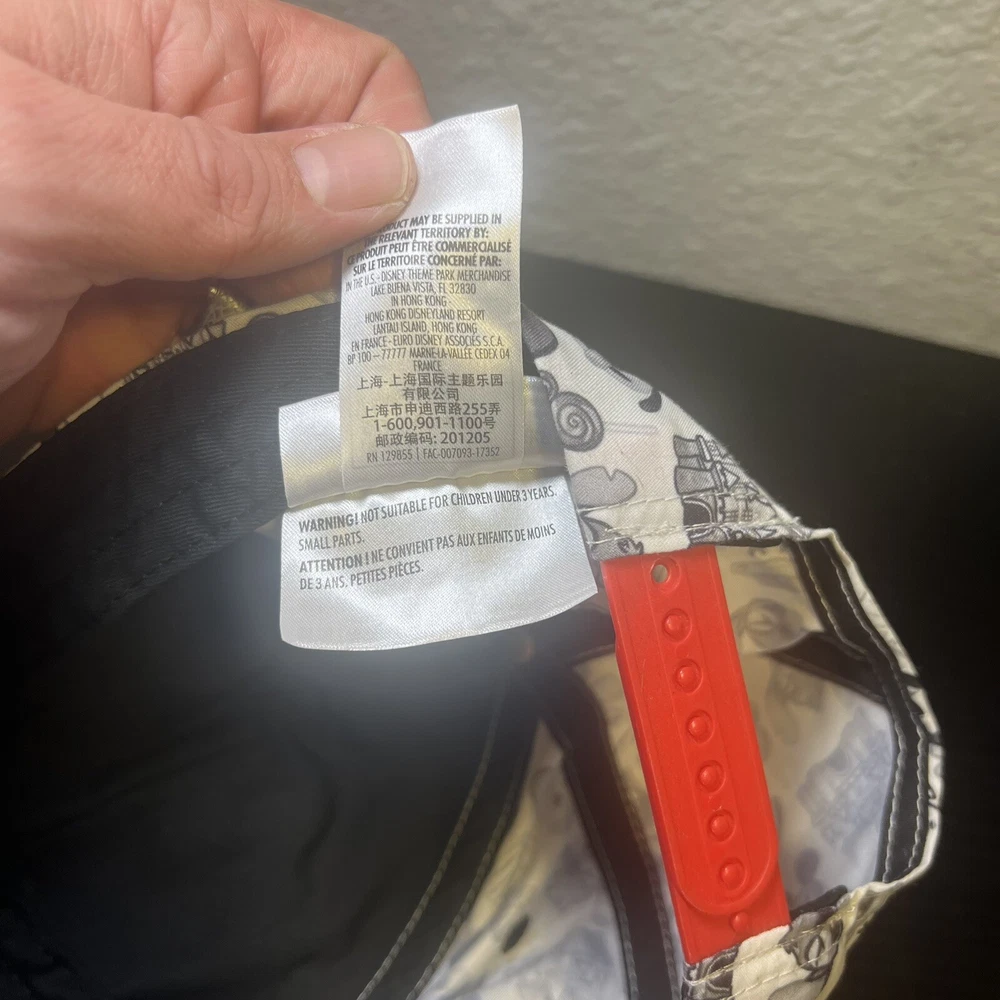 PRODUCT MAY BE SUPPLIED IN
THE RELEVANT TERRITORY BY:
CE PRODUIT PEUT ÊTRE COMMERCIALISÉ
SUR LE TERRITOIRE CONCERNÉ PAR:
IN THE U.S.- DISNEY THEME PARK MERCHANDISE
LAKE BUENA VISTA, FL 32830
IN HONG KONG -
HONG KONG DISNEYLAND RESORT
LANTAU ISLAND, HONG KONG
EN FRANCE - EURO DISNEY ASSOCIÉS S.C.A.
BP 100 – 77777 MARNE-LA-VALLÉE CEDEX 04
FRANCE
上海-上海国际主题乐园
有限公司
上海市申迪西路255弄
1-600,901-1100号
邮政编码: 201205
RN 129855 | FAC-007093-17352
WARNING! NOT SUITABLE FOR CHILDREN UNDER 3 YEARS.
SMALL PARTS.
ATTENTION ! NE CONVIENT PAS AUX ENFANTS DE MOINS
DE 3 ANS. PETITES PIÈCES.